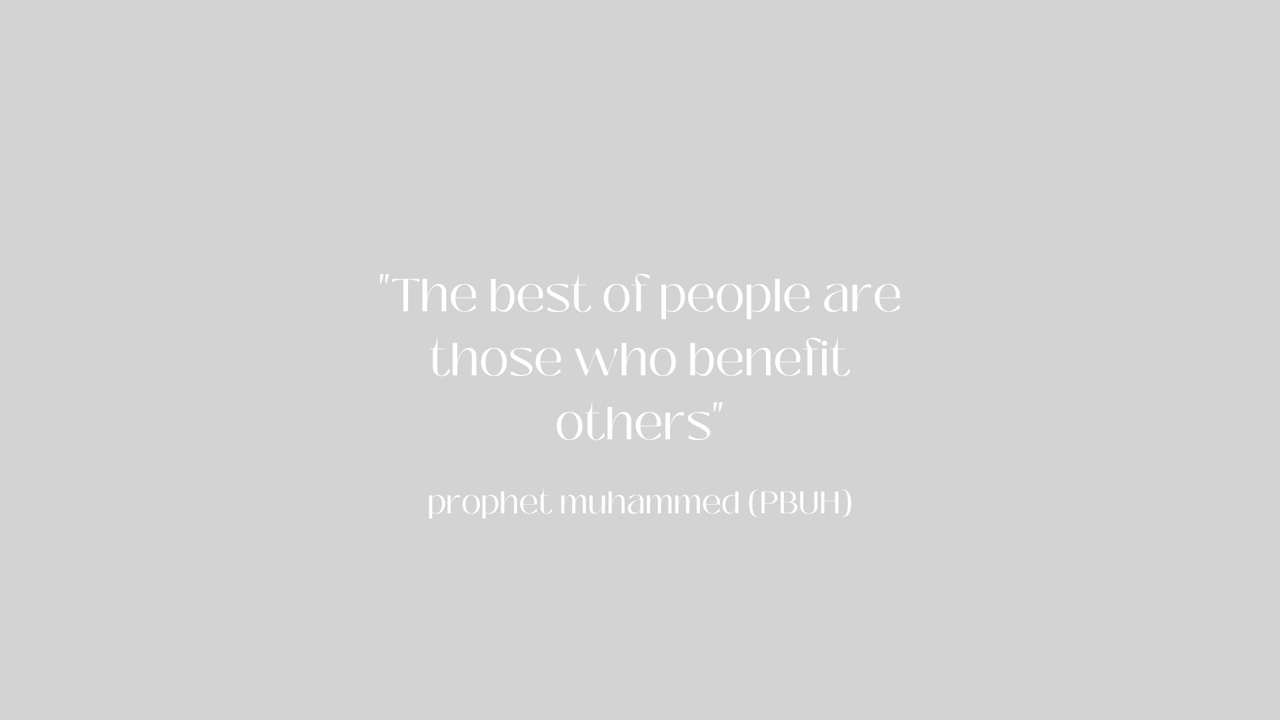 "The best of people are
those who benefit
others"
prophet muhammed (PBUH)